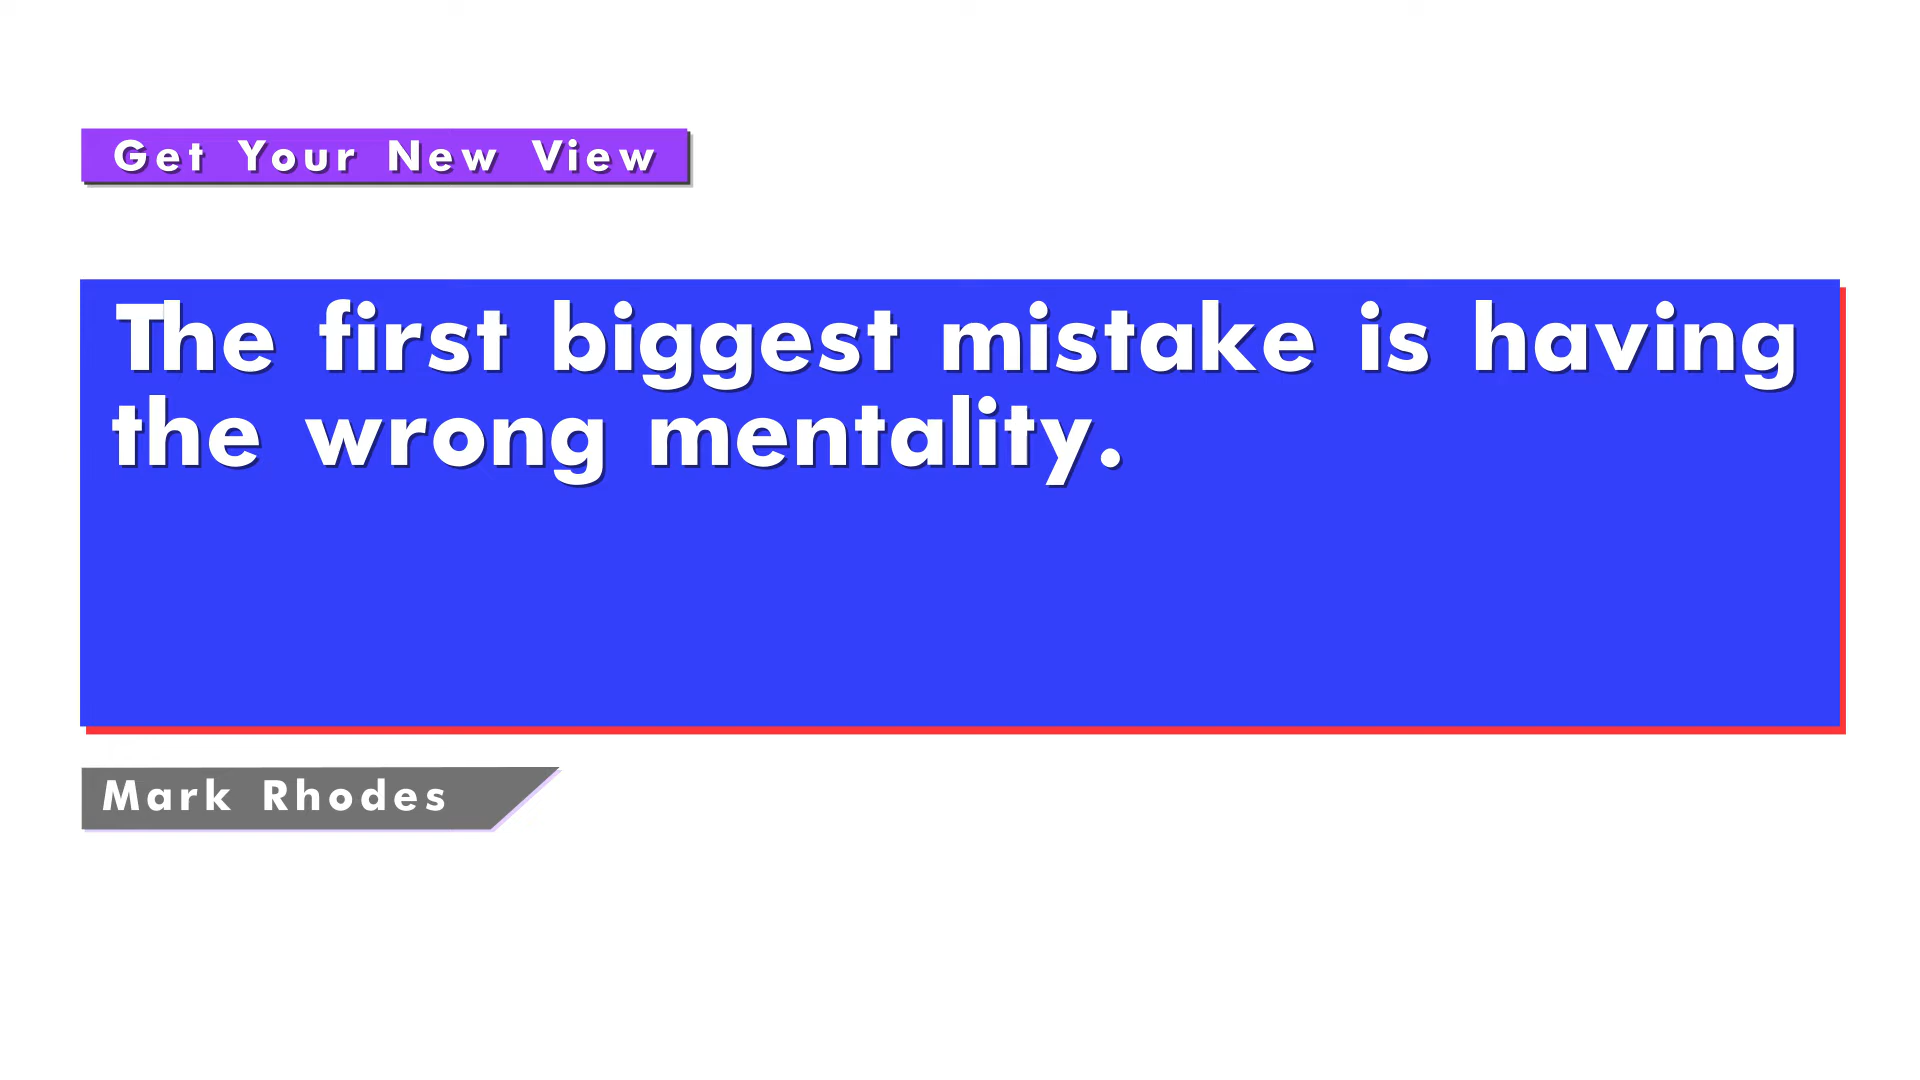 Get Your New View
The first biggest mistake is having
the wrong mentality.
Mark Rhodes